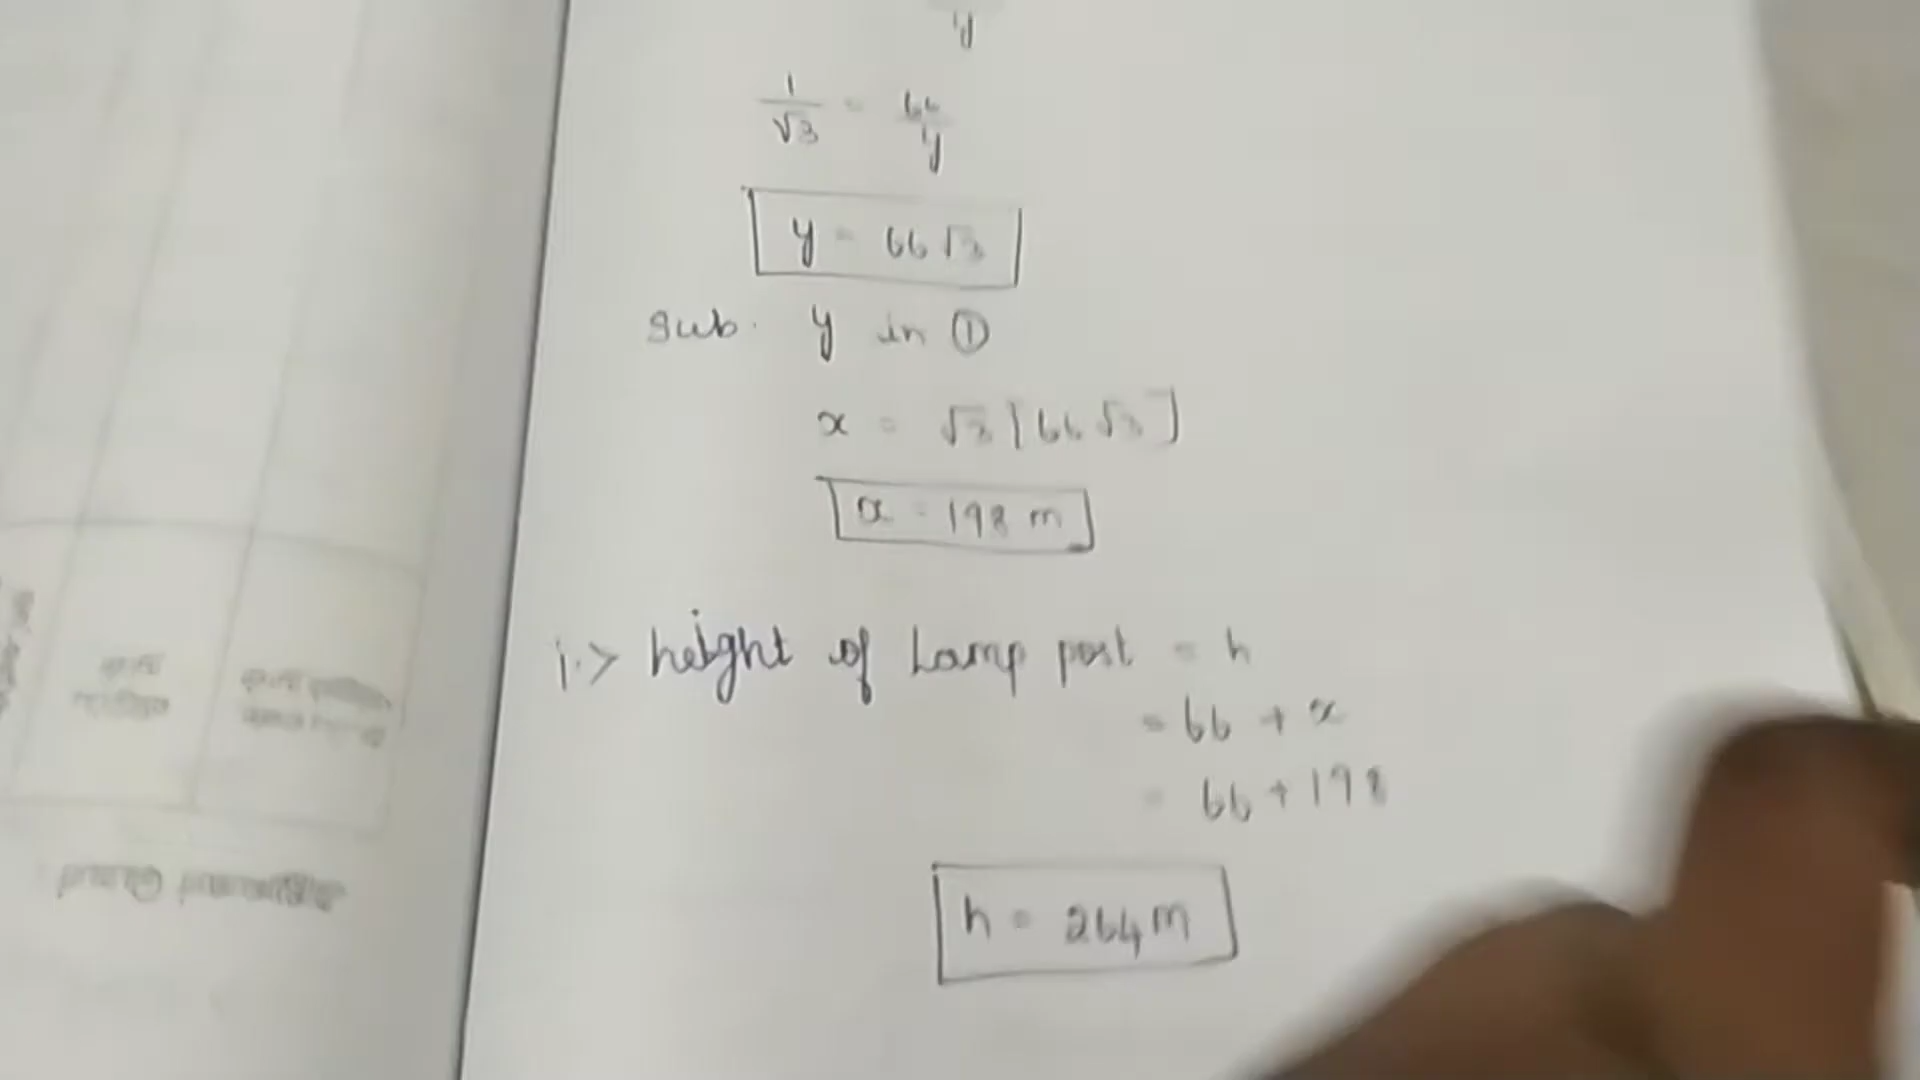 y
1/√3 = 66/y
y = 66√3
Sub. y in ①
x = √3 [66√3]
x = 198 m
i.> height of Lamp post = h
= 66 + x
= 66 + 198
h = 264 m